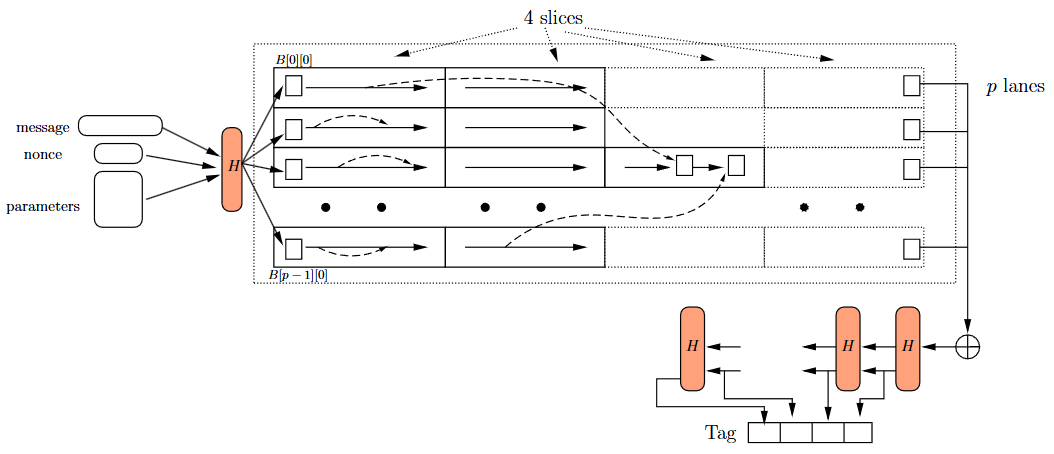 4 slices
B[0][0]
p lanes
message
nonce
H
parameters
B[p − 1][0]
H
H
H
Tag